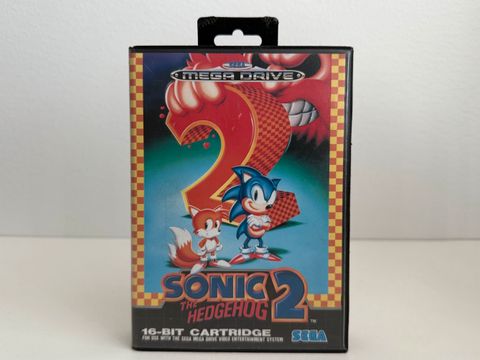 SEGA
MEGA DRIVE
2
SONIC
THE
HEDGEHOG 2
TM
16-BIT CARTRIDGE
FOR USE WITH THE SEGA MEGA DRIVE VIDEO ENTERTAINMENT SYSTEM
SEGA